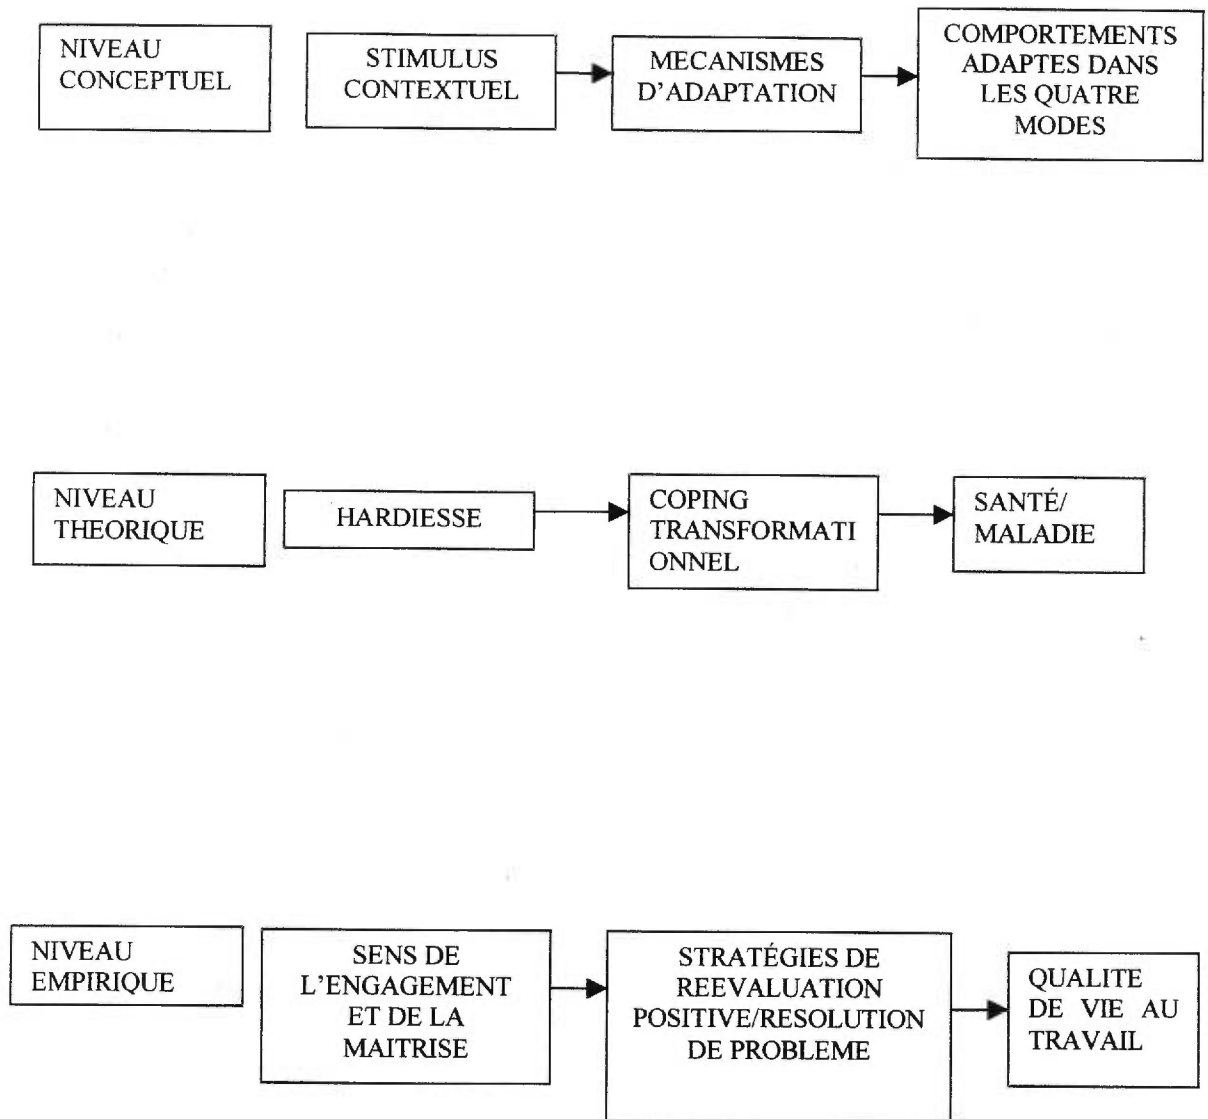 NIVEAU
CONCEPTUEL
STIMULUS
CONTEXTUEL
MECANISMES
D'ADAPTATION
COMPORTEMENTS
ADAPTES DANS
LES QUATRE
MODES
NIVEAU
THEORIQUE
HARDIESSE
COPING
TRANSFORMATI
ONNEL
SANTÉ/
MALADIE
NIVEAU
EMPIRIQUE
SENS DE
L'ENGAGEMENT
ET DE LA
MAITRISE
STRATÉGIES DE
REEVALUATION
POSITIVE/RESOLUTION
DE PROBLEME
QUALITE
DE VIE AU
TRAVAIL